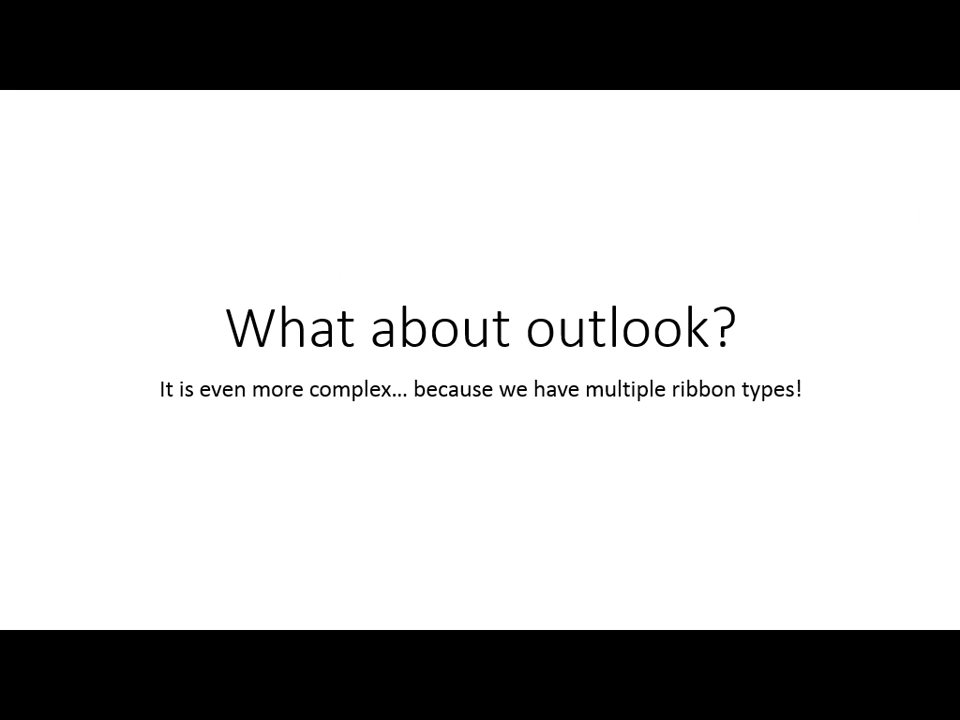 What about outlook?
It is even more complex... because we have multiple ribbon types!